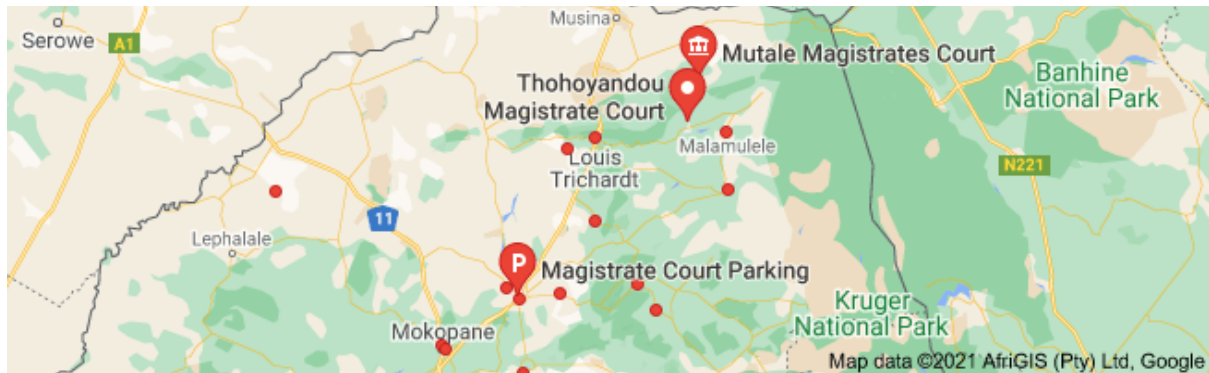 Serowe
A1
Musina
Mutale Magistrates Court
Thohoyandou
Magistrate Court
Banhine
National Park
Malamulele
Louis
Trichardt
N221
11
Lephalale
P
Magistrate Court Parking
Mokopane
Kruger
National Park
Map data ©2021 AfriGIS (Pty) Ltd, Google